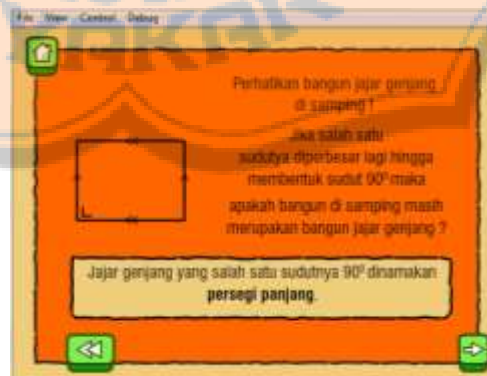 File View Control Debug
Perhatikan bangun jajar genjang
di samping !
Jika salah satu
sudutya diperbesar lagi hingga
membentuk sudut 90⁰ maka
apakah bangun di samping masih
merupakan bangun jajar genjang ?
Jajar genjang yang salah satu sudutnya 90⁰ dinamakan
persegi panjang.